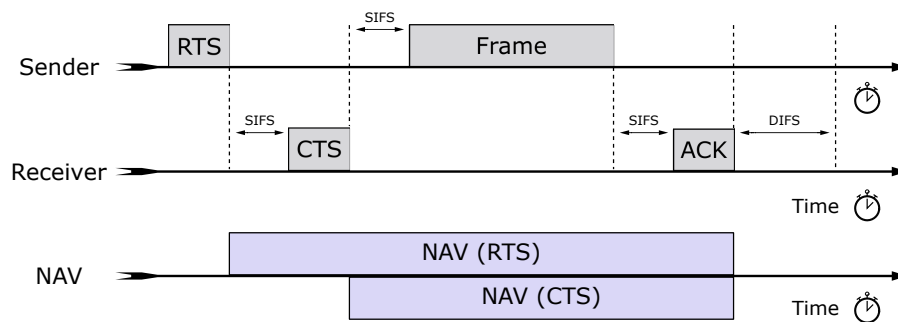 SIFS
RTS
Frame
Sender
SIFS
SIFS
DIFS
CTS
ACK
Receiver
Time
NAV (RTS)
NAV
NAV (CTS)
Time